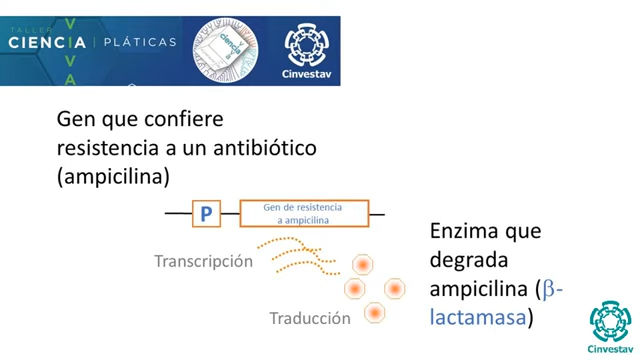 TALLER
CIENCIA | PLÁTICAS
VIVA
ciencia
Cinvestav
Gen que confiere
resistencia a un antibiótico
(ampicilina)
P
Gen de resistencia
a ampicilina
Transcripción
Traducción
Enzima que
degrada
ampicilina (β-
lactamasa)
Cinvestav